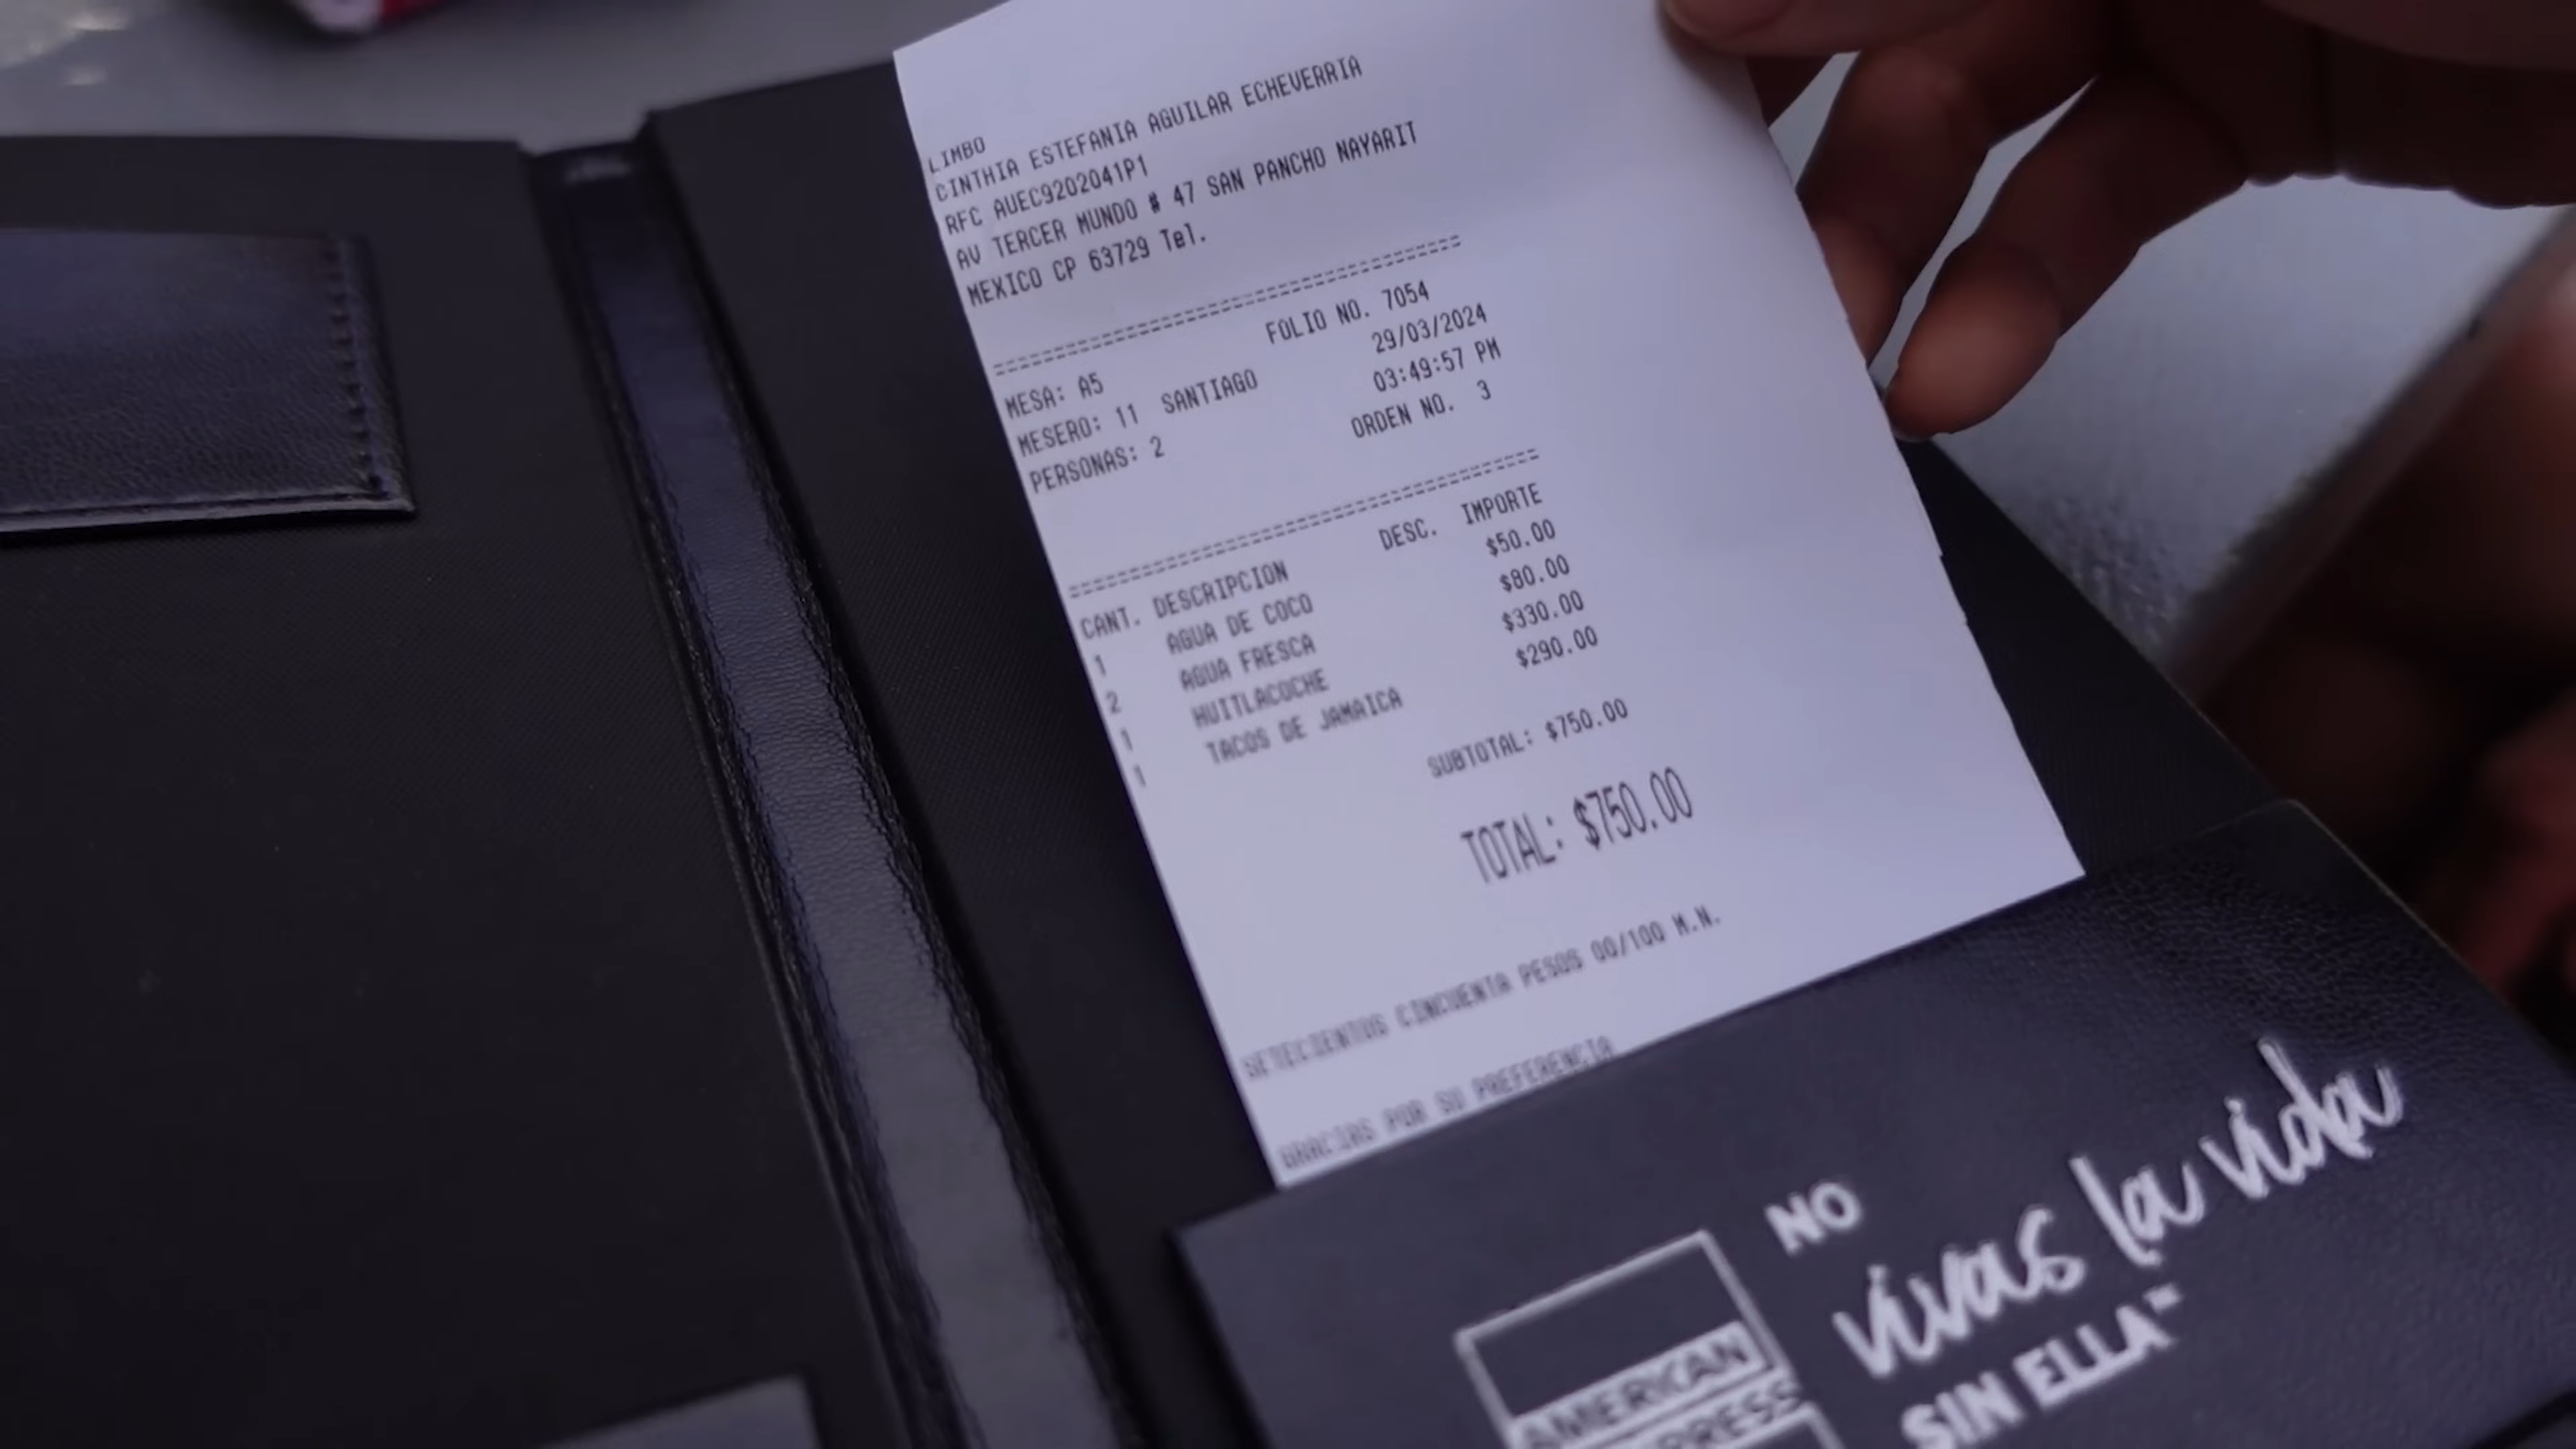 LIMBO
CINTHIA ESTEFANIA AGUILAR ECHEVERRIA
RFC AUEC9202041P1
AV TERCER MUNDO # 47 SAN PANCHO NAYARIT
MEXICO CP 63729 Tel.
FOLIO NO. 7054
MESA: A5 29/03/2024
MESERO: 11 SANTIAGO 03:49:57 PM
PERSONAS: 2 ORDEN NO. 3
CANT. DESCRIPCION DESC. IMPORTE
1 AGUA DE COCO $50.00
2 AGUA FRESCA $80.00
1 HUITLACOCHE $330.00
1 TACOS DE JAMAICA $290.00
SUBTOTAL: $750.00
TOTAL: $750.00
SETECIENTOS CINCUENTA PESOS 00/100 M.N.
GRACIAS POR SU PREFERENCIA
NO
vivas la vida
SIN ELLA
AMERICAN
EXPRESS